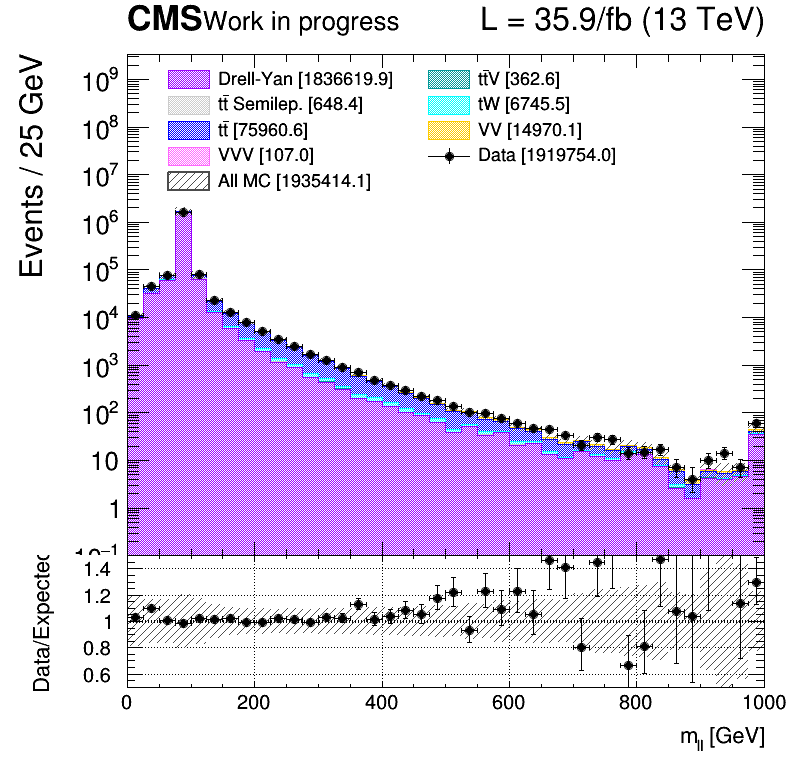 CMS Work in progress L = 35.9/fb (13 TeV)
Events / 25 GeV
Drell-Yan [1836619.9]
tt̄ Semilep. [648.4]
tt̄ [75960.6]
VVV [107.0]
All MC [1935414.1]
tt̄V [362.6]
tW [6745.5]
VV [14970.1]
Data [1919754.0]
10⁹
10⁸
10⁷
10⁶
10⁵
10⁴
10³
10²
10
1
10⁻¹
Data/Expected
1.4
1.2
1
0.8
0.6
0 200 400 600 800 1000
m_ll [GeV]